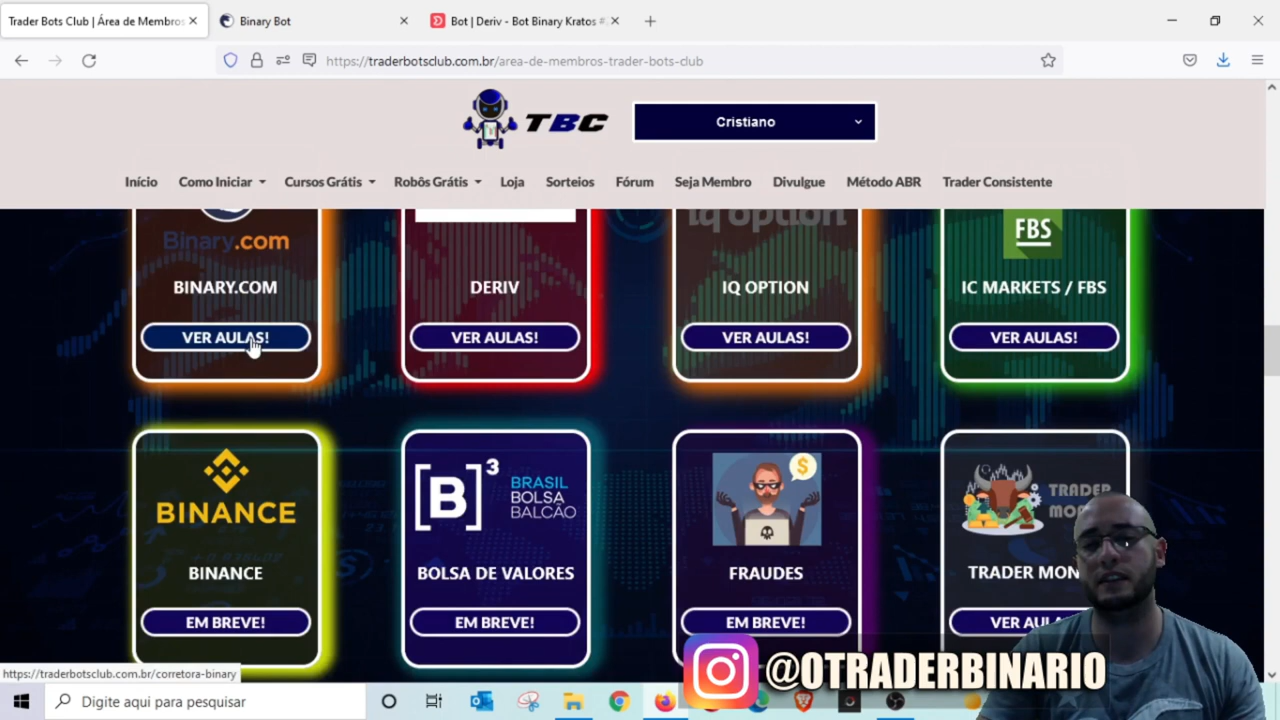 Trader Bots Club | Área de Membros
Binary Bot
Bot | Deriv - Bot Binary Kratos #
https://traderbotsclub.com.br/area-de-membros-trader-bots-club
TBC
Cristiano
Início
Como Iniciar
Cursos Grátis
Robôs Grátis
Loja
Sorteios
Fórum
Seja Membro
Divulgue
Método ABR
Trader Consistente
Binary.com
iq option
FBS
BINARY.COM
DERIV
IQ OPTION
IC MARKETS / FBS
VER AULAS!
VER AULAS!
VER AULAS!
VER AULAS!
BINANCE
[B]³ BRASIL
BOLSA
BALCÃO
TRADER
BINANCE
BOLSA DE VALORES
FRAUDES
TRADER MON
EM BREVE!
EM BREVE!
EM BREVE!
VER AULA
@OTRADERBINARIO
https://traderbotsclub.com.br/corretora-binary
Digite aqui para pesquisar